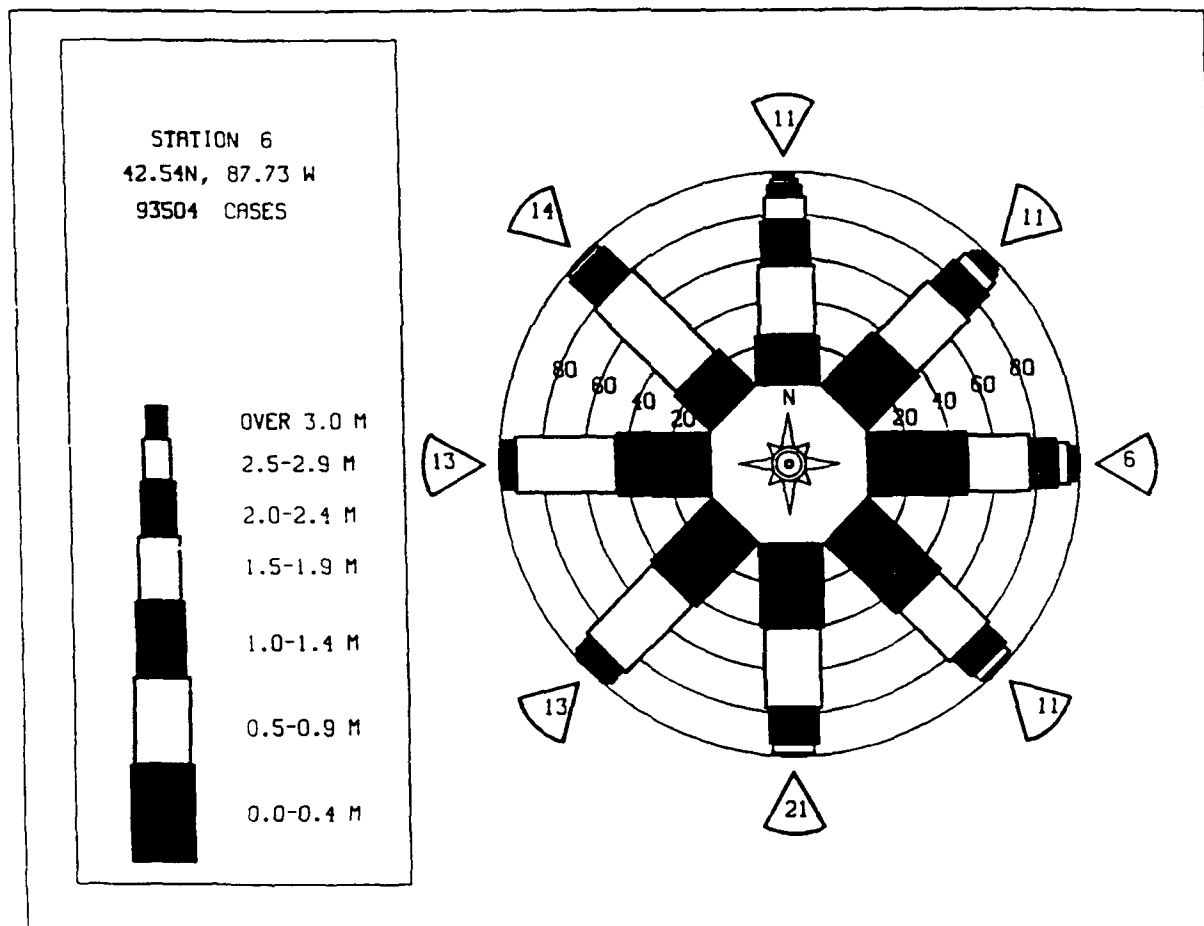 STATION 6
42.54N, 87.73 W
93504 CASES
OVER 3.0 M
2.5-2.9 M
2.0-2.4 M
1.5-1.9 M
1.0-1.4 M
0.5-0.9 M
0.0-0.4 M
11
14
11
80
60
40
20
N
20
40
60
80
13
6
13
11
21